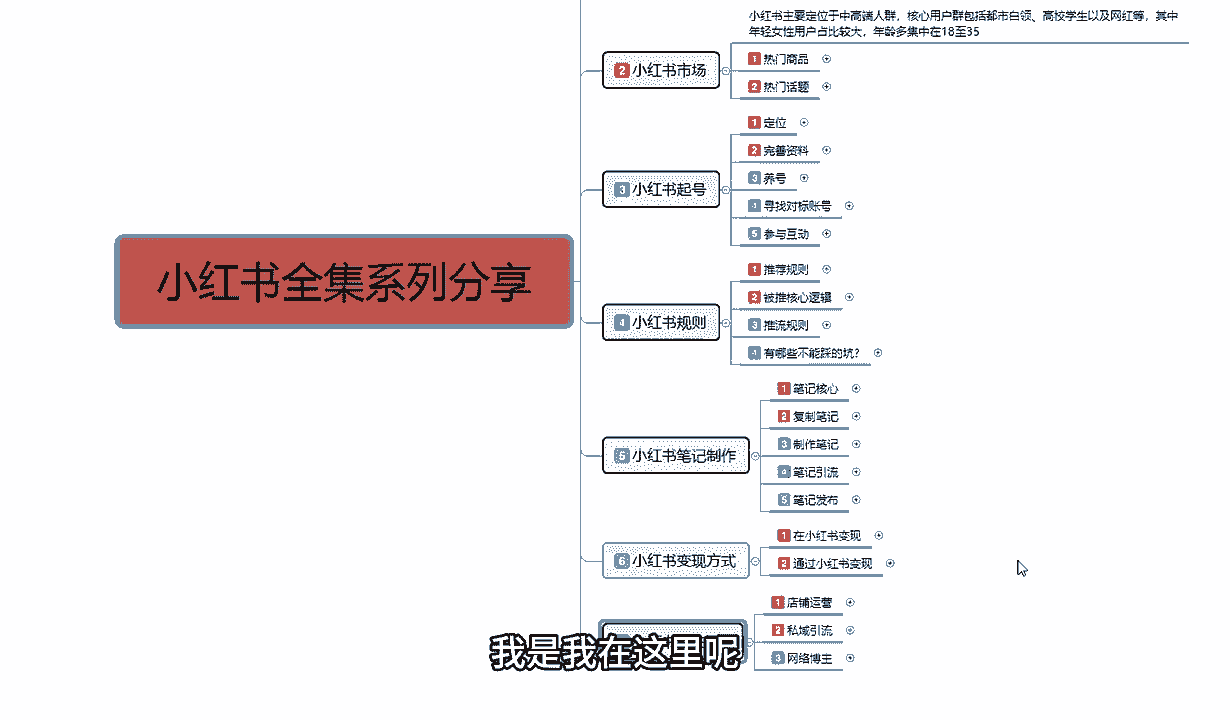 小红书主要定位于中高端人群，核心用户群包括都市白领、高校学生以及网红等，其中
年轻女性用户占比较大，年龄多集中在18至35
2 小红书市场
1 热门商品
2 热门话题
3 小红书起号
1 定位
2 完善资料
3 养号
4 寻找对标账号
5 参与互动
小红书全集系列分享
4 小红书规则
1 推荐规则
2 被推核心逻辑
3 推流规则
4 有哪些不能踩的坑？
5 小红书笔记制作
1 笔记核心
2 复制笔记
3 制作笔记
4 笔记引流
5 笔记发布
6 小红书变现方式
1 在小红书变现
2 通过小红书变现
1 店铺运营
2 私域引流
3 网络博主
我是我在这里呢